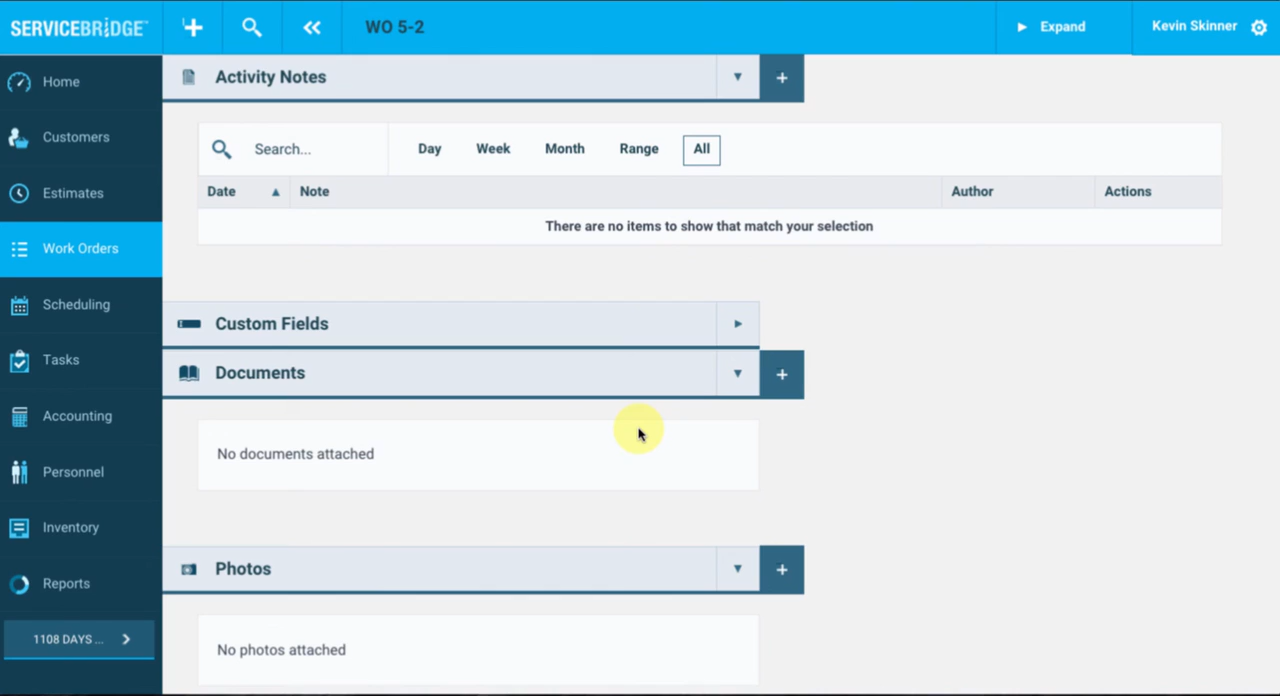 SERVICEBRIDGE™
WO 5-2
Expand
Kevin Skinner
Home
Customers
Estimates
Work Orders
Scheduling
Tasks
Accounting
Personnel
Inventory
Reports
1108 DAYS ...
Activity Notes
Search...
Day Week Month Range All
Date Note Author Actions
There are no items to show that match your selection
Custom Fields
Documents
No documents attached
Photos
No photos attached